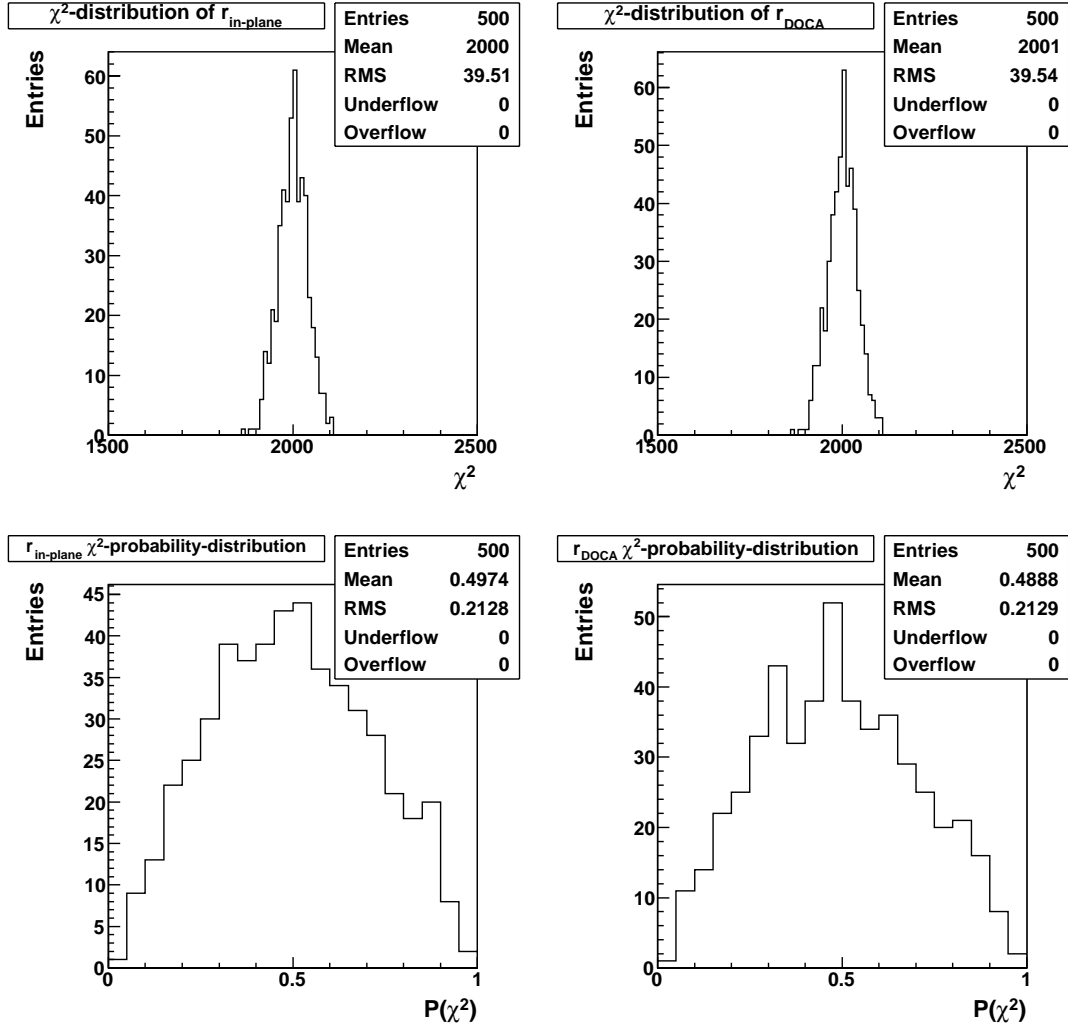 χ²-distribution of r_in-plane
Entries 500
Mean 2000
RMS 39.51
Underflow 0
Overflow 0
Entries
60
50
40
30
20
10
0
1500 2000 2500
χ²
χ²-distribution of r_DOCA
Entries 500
Mean 2001
RMS 39.54
Underflow 0
Overflow 0
Entries
60
50
40
30
20
10
0
1500 2000 2500
χ²
r_in-plane χ²-probability-distribution
Entries 500
Mean 0.4974
RMS 0.2128
Underflow 0
Overflow 0
Entries
45
40
35
30
25
20
15
10
5
0
0 0.5 1
P(χ²)
r_DOCA χ²-probability-distribution
Entries 500
Mean 0.4888
RMS 0.2129
Underflow 0
Overflow 0
Entries
50
40
30
20
10
0
0 0.5 1
P(χ²)